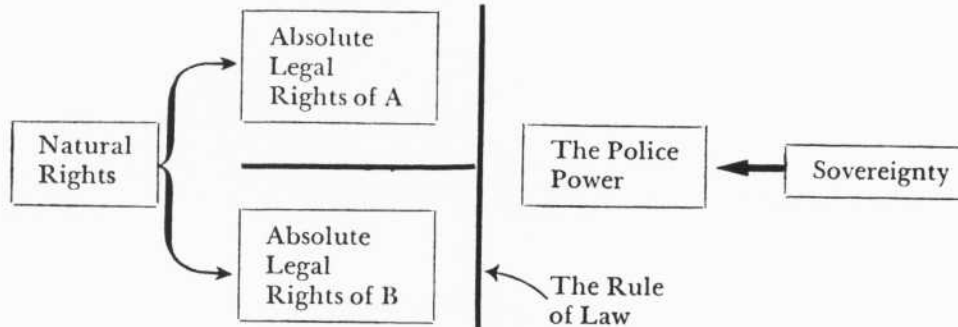 Absolute
Legal
Rights of A
Natural
Rights
The Police
Power
Sovereignty
Absolute
Legal
Rights of B
The Rule
of Law